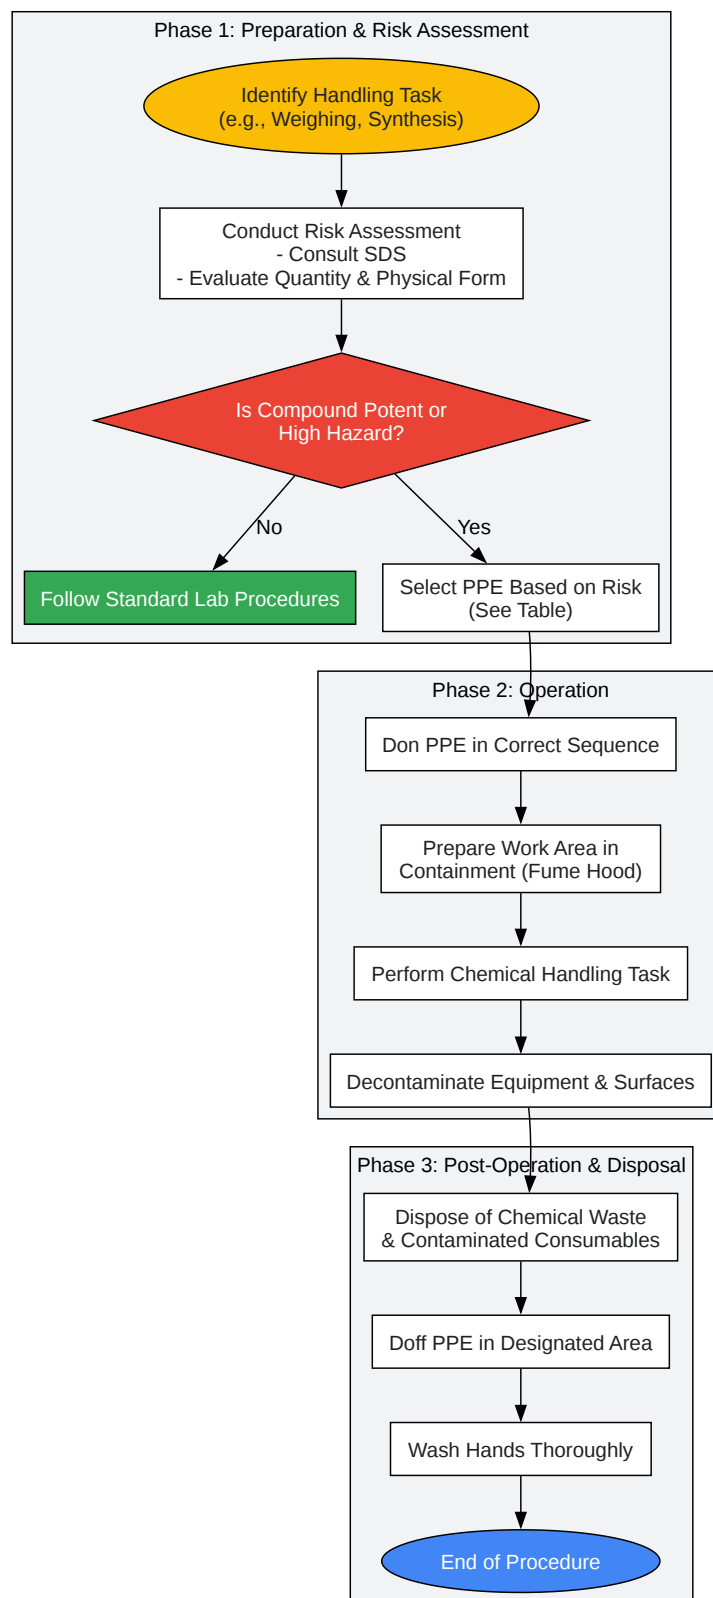 Phase 1: Preparation & Risk Assessment
Identify Handling Task
(e.g., Weighing, Synthesis)
Conduct Risk Assessment
- Consult SDS
- Evaluate Quantity & Physical Form
Is Compound Potent or
High Hazard?
No
Yes
Follow Standard Lab Procedures
Select PPE Based on Risk
(See Table)
Phase 2: Operation
Don PPE in Correct Sequence
Prepare Work Area in
Containment (Fume Hood)
Perform Chemical Handling Task
Decontaminate Equipment & Surfaces
Phase 3: Post-Operation & Disposal
Dispose of Chemical Waste
& Contaminated Consumables
Doff PPE in Designated Area
Wash Hands Thoroughly
End of Procedure